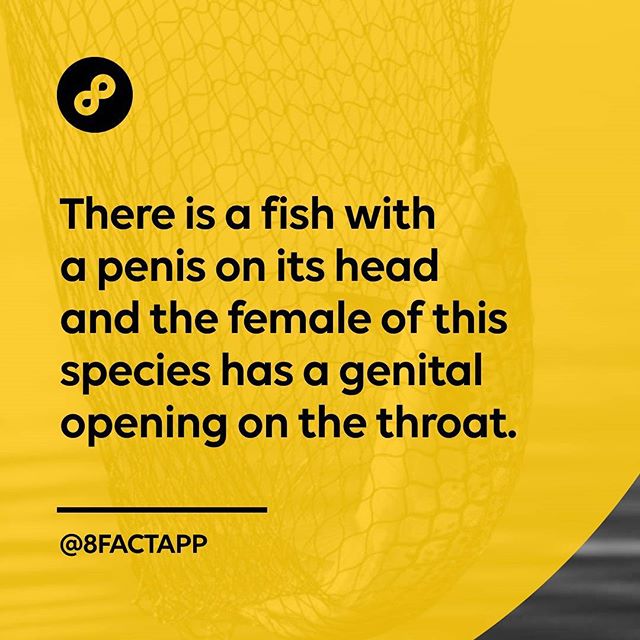 There is a fish with
a penis on its head
and the female of this
species has a genital
opening on the throat.
@8FACTAPP